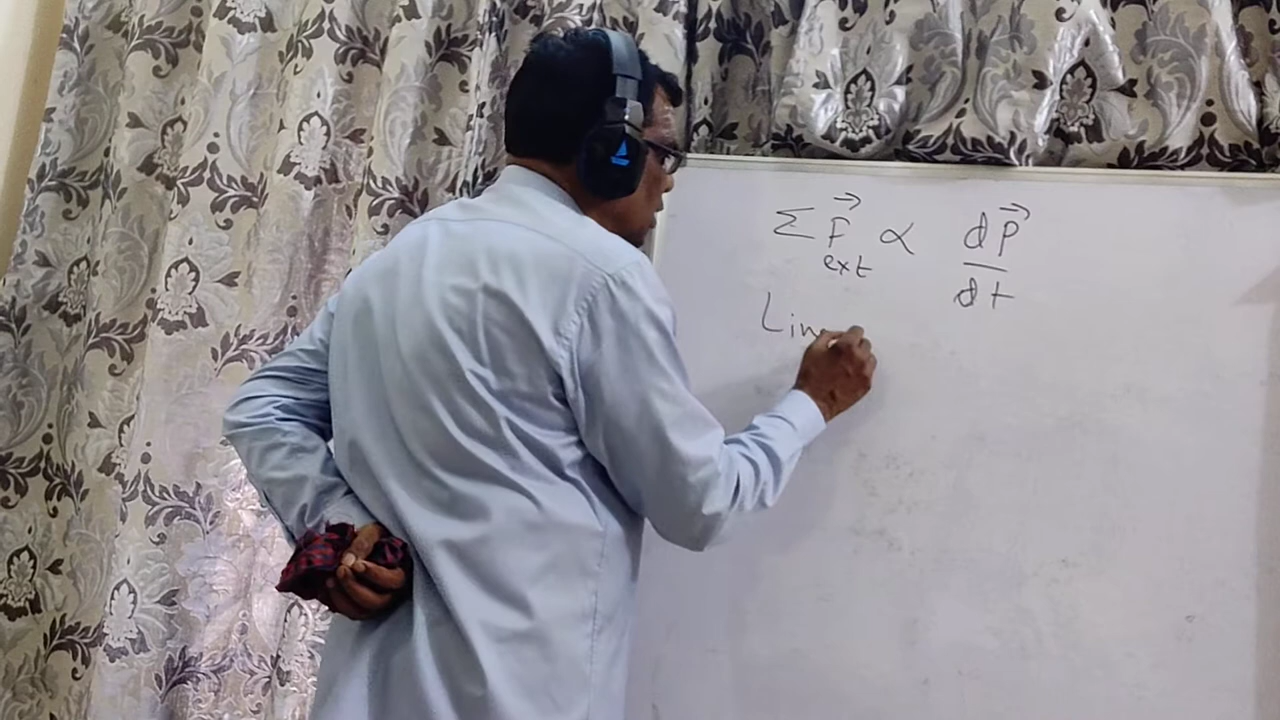 Σ F⃗ext ∝ dP⃗/dt
Lin